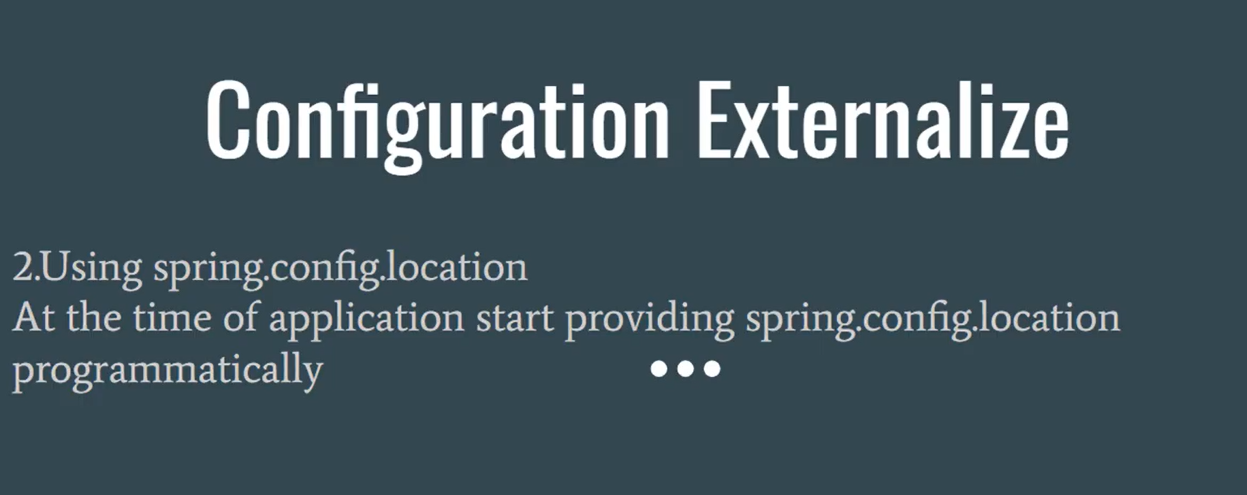 Configuration Externalize
2.Using spring.config.location
At the time of application start providing spring.config.location
programmatically